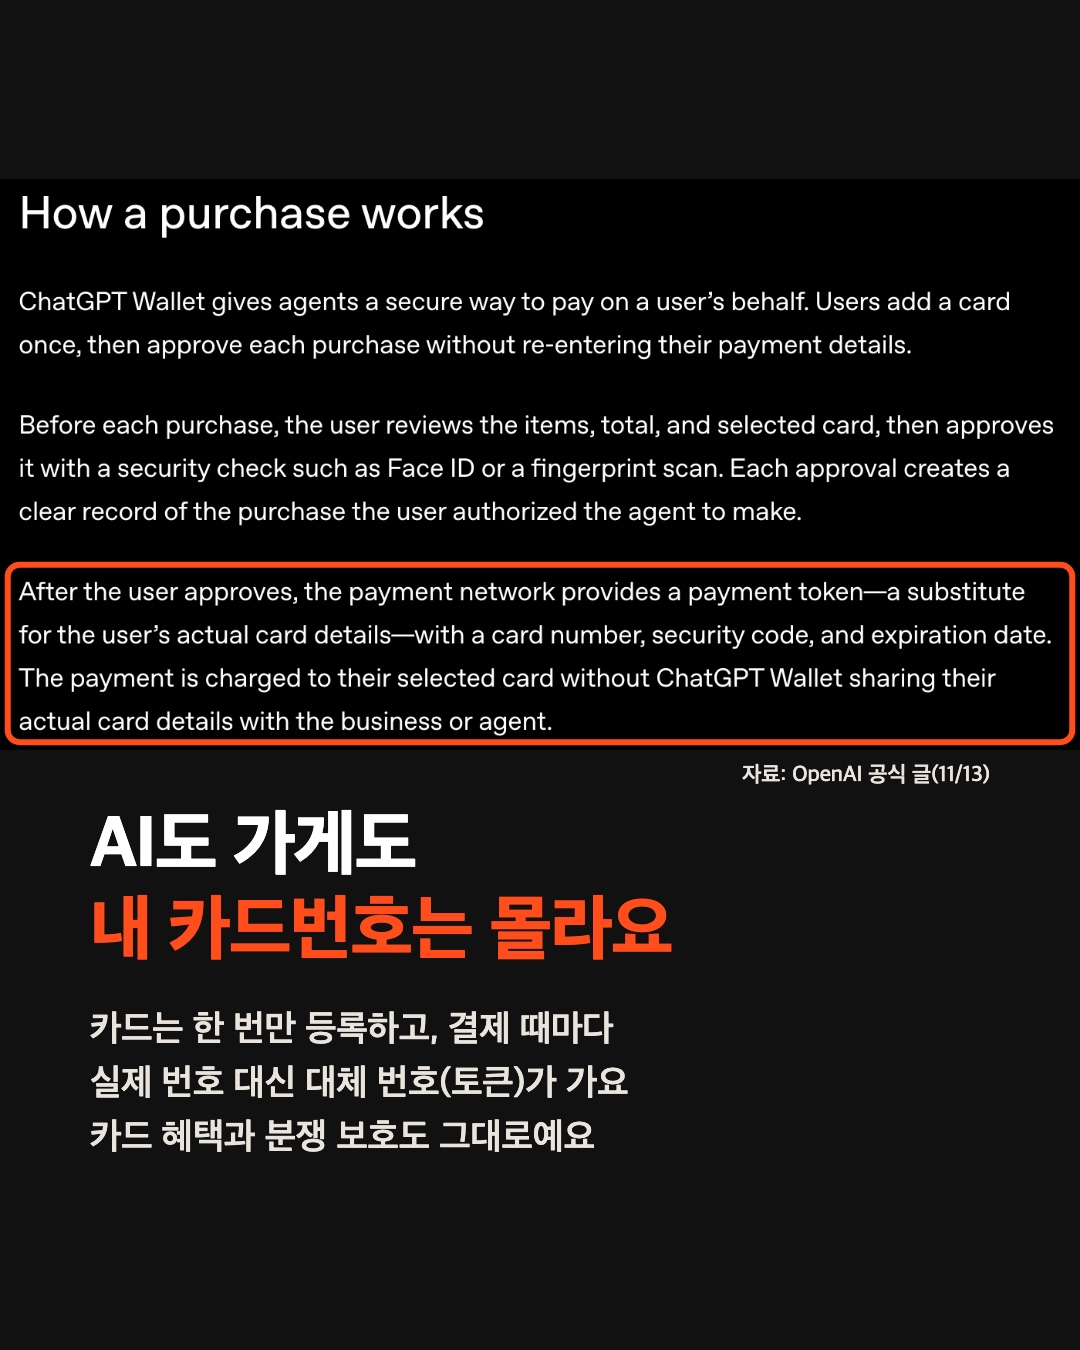 How a purchase works
ChatGPT Wallet gives agents a secure way to pay on a user’s behalf. Users add a card
once, then approve each purchase without re-entering their payment details.
Before each purchase, the user reviews the items, total, and selected card, then approves
it with a security check such as Face ID or a fingerprint scan. Each approval creates a
clear record of the purchase the user authorized the agent to make.
After the user approves, the payment network provides a payment token—a substitute
for the user’s actual card details—with a card number, security code, and expiration date.
The payment is charged to their selected card without ChatGPT Wallet sharing their
actual card details with the business or agent.
자료: OpenAI 공식 글(11/13)
AI도 가게도
내 카드번호는 몰라요
카드는 한 번만 등록하고, 결제 때마다
실제 번호 대신 대체 번호(토큰)가 가요
카드 혜택과 분쟁 보호도 그대로예요